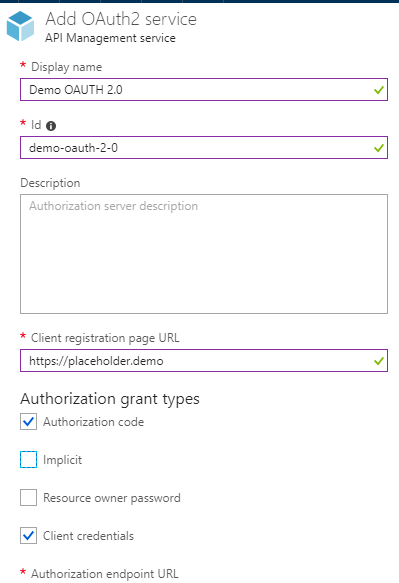 Add OAuth2 service
API Management service
* Display name
Demo OAUTH 2.0
* Id
demo-oauth-2-0
Description
Authorization server description
* Client registration page URL
https://placeholder.demo
Authorization grant types
Authorization code
Implicit
Resource owner password
Client credentials
* Authorization endpoint URL